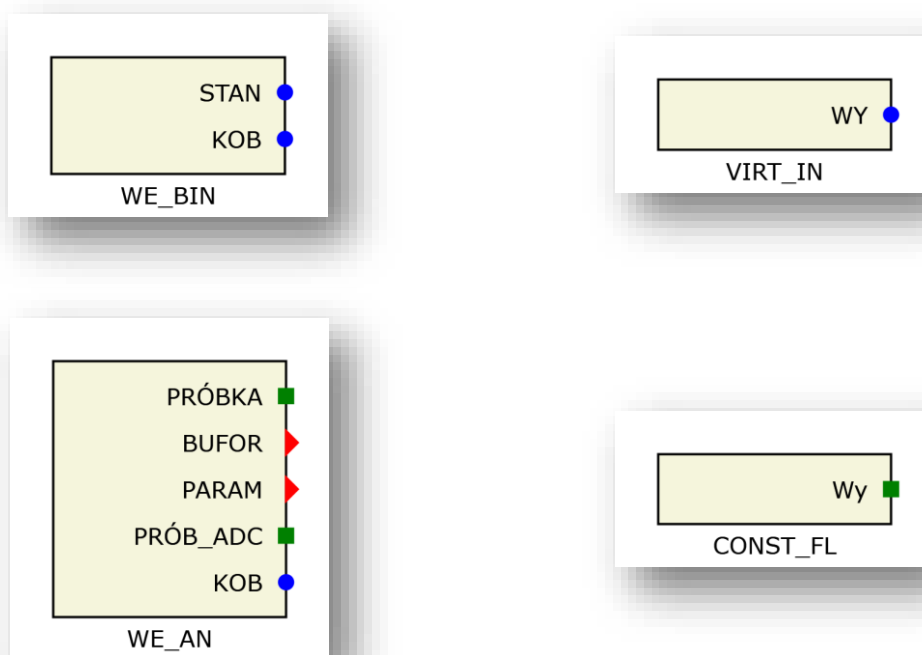 STAN
KOB
WE_BIN
WY
VIRT_IN
PRÓBKA
BUFOR
PARAM
PRÓB_ADC
KOB
WE_AN
Wy
CONST_FL